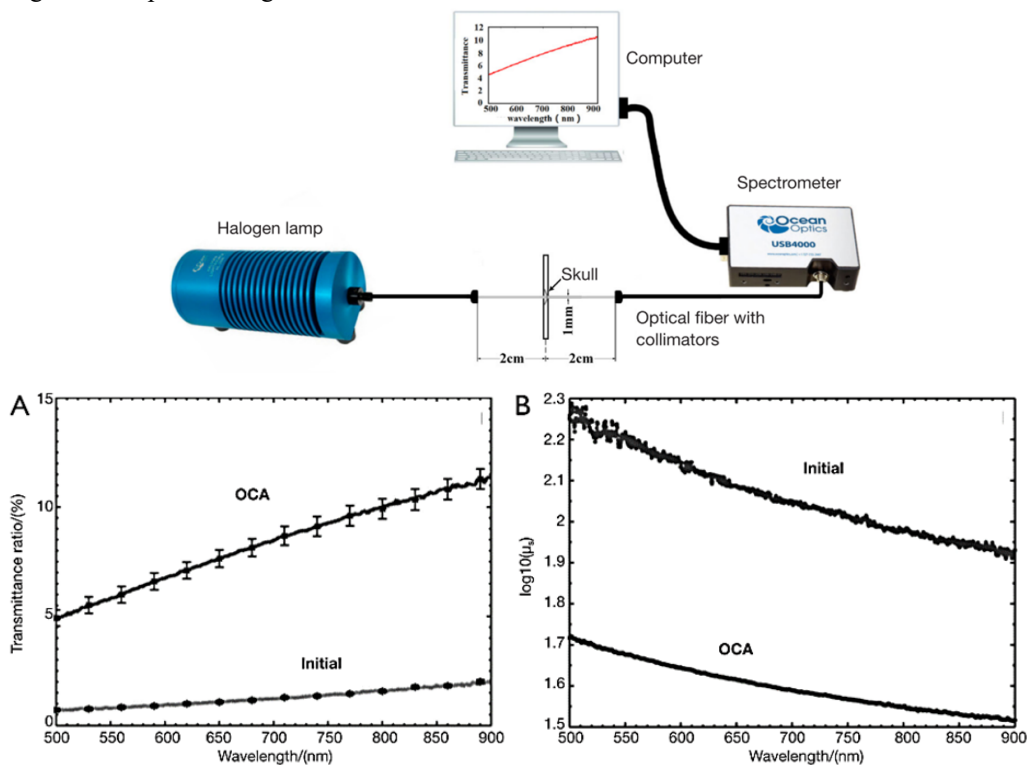 12
10
8
6
4
2
0
Transmittance
500 600 700 800 900
wavelength ( nm )
Computer
Spectrometer
Ocean
Optics
USB4000
Halogen lamp
Skull
1mm
2cm
2cm
Optical fiber with
collimators
A
15
10
5
0
Transmittance ratio/(%)
OCA
Initial
500 550 600 650 700 750 800 850 900
Wavelength/(nm)
B
2.3
2.2
2.1
2.0
1.9
1.8
1.7
1.6
1.5
log10(μs)
Initial
OCA
500 550 600 650 700 750 800 850 900
Wavelength/(nm)